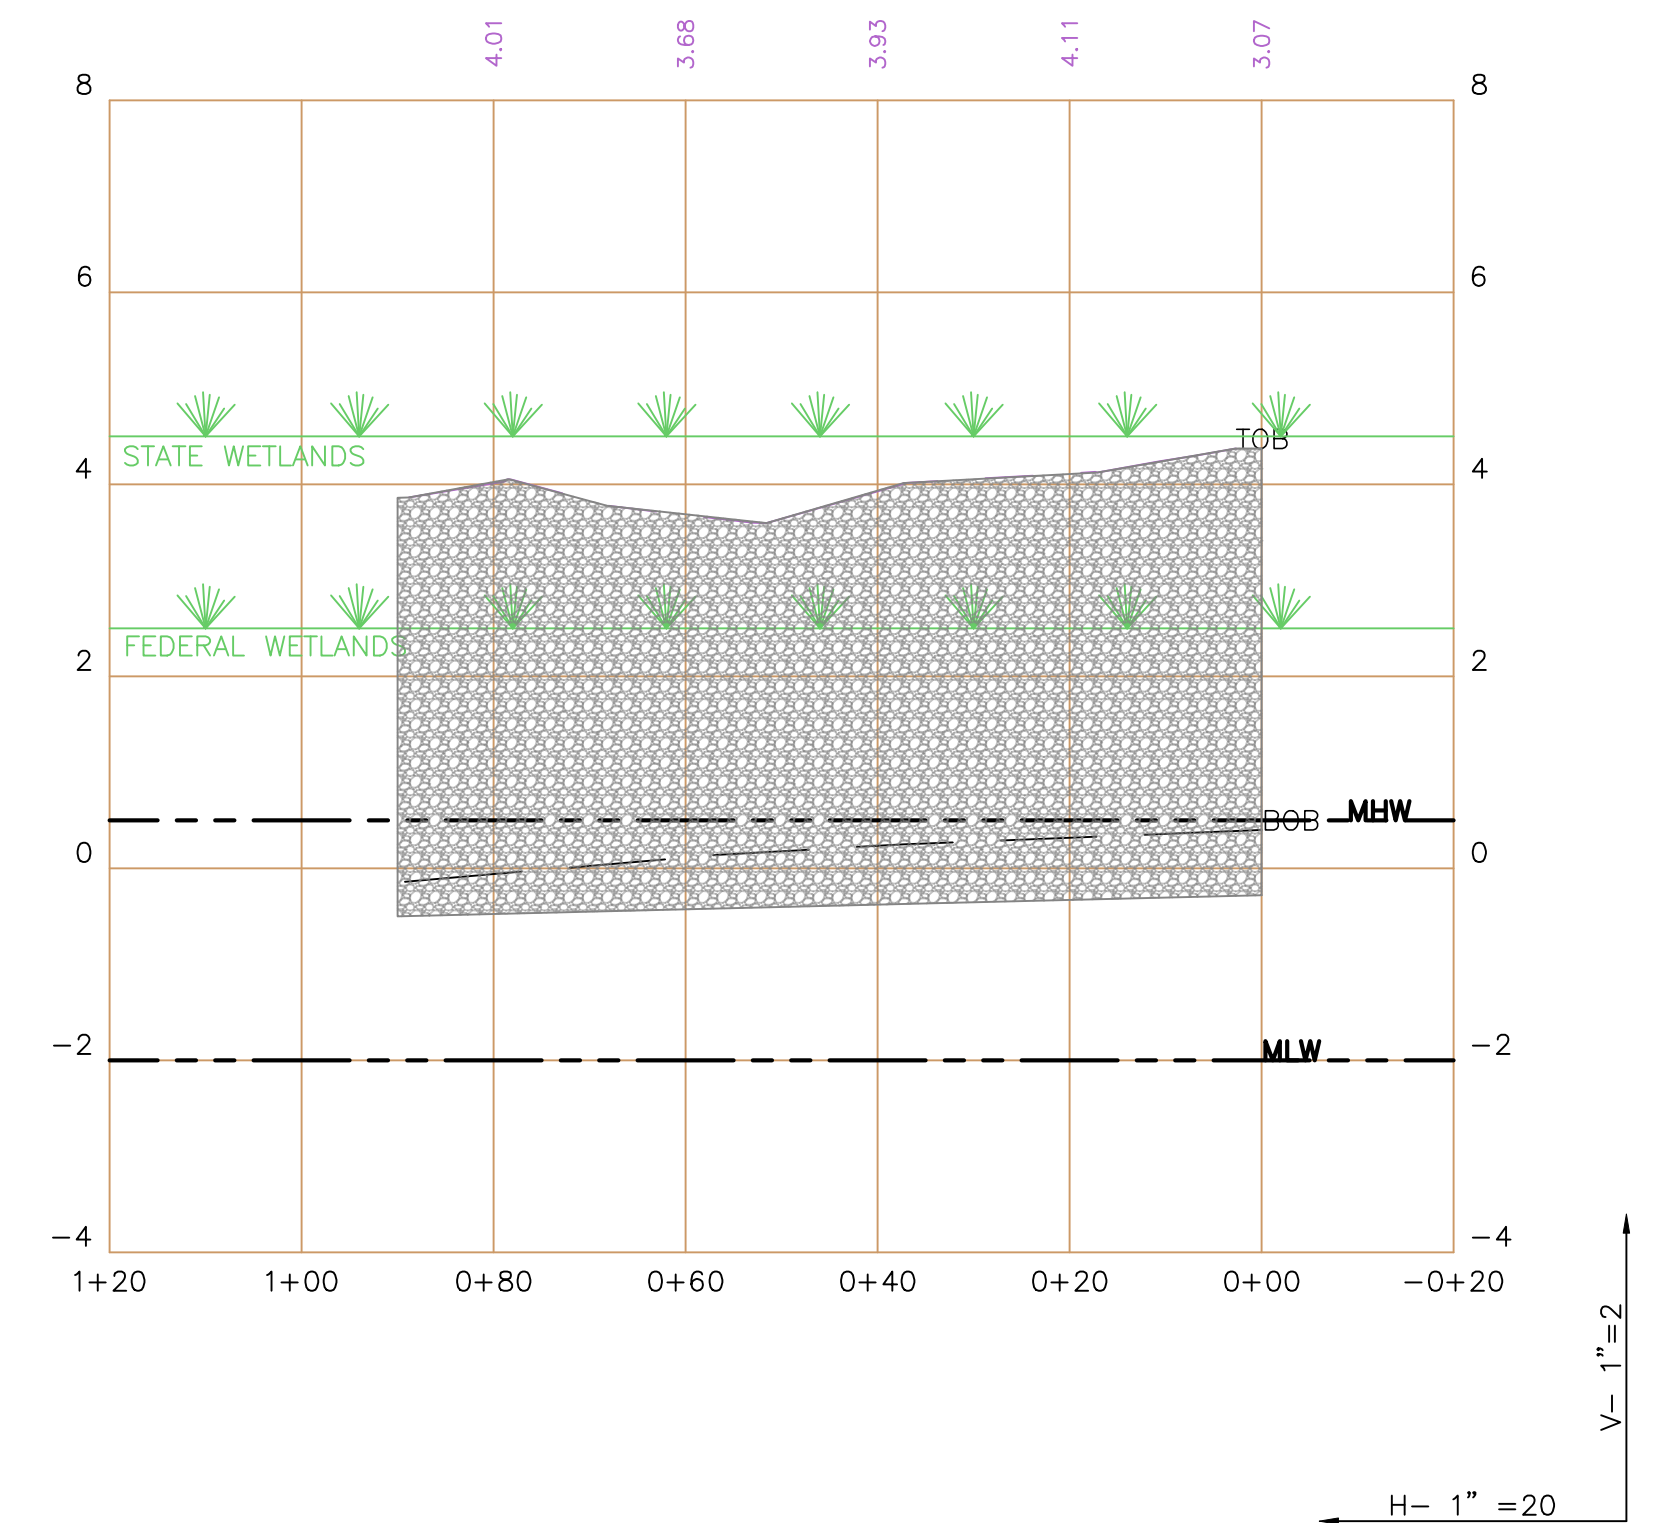 4.01 3.68 3.93 4.11 3.07
8 8
6 6
TOB
STATE WETLANDS
4 4
FEDERAL WETLANDS
2 2
MHW
BOB
0 0
MLW
−2 −2
−4 −4
1+20 1+00 0+80 0+60 0+40 0+20 0+00 −0+20
V− 1”=2
H− 1” =20